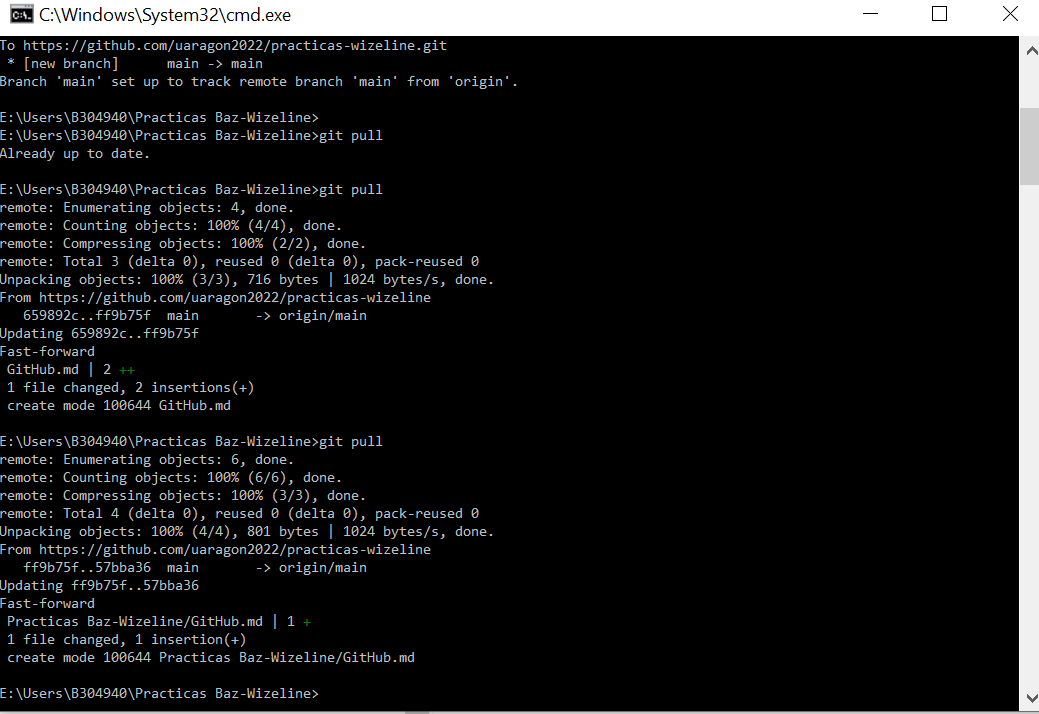 C:\Windows\System32\cmd.exe
To https://github.com/uaragon2022/practicas-wizeline.git
 * [new branch]      main -> main
Branch 'main' set up to track remote branch 'main' from 'origin'.
E:\Users\B304940\Practicas Baz-Wizeline>
E:\Users\B304940\Practicas Baz-Wizeline>git pull
Already up to date.
E:\Users\B304940\Practicas Baz-Wizeline>git pull
remote: Enumerating objects: 4, done.
remote: Counting objects: 100% (4/4), done.
remote: Compressing objects: 100% (2/2), done.
remote: Total 3 (delta 0), reused 0 (delta 0), pack-reused 0
Unpacking objects: 100% (3/3), 716 bytes | 1024 bytes/s, done.
From https://github.com/uaragon2022/practicas-wizeline
   659892c..ff9b75f  main       -> origin/main
Updating 659892c..ff9b75f
Fast-forward
 GitHub.md | 2 ++
 1 file changed, 2 insertions(+)
 create mode 100644 GitHub.md
E:\Users\B304940\Practicas Baz-Wizeline>git pull
remote: Enumerating objects: 6, done.
remote: Counting objects: 100% (6/6), done.
remote: Compressing objects: 100% (3/3), done.
remote: Total 4 (delta 0), reused 0 (delta 0), pack-reused 0
Unpacking objects: 100% (4/4), 801 bytes | 1024 bytes/s, done.
From https://github.com/uaragon2022/practicas-wizeline
   ff9b75f..57bba36  main       -> origin/main
Updating ff9b75f..57bba36
Fast-forward
 Practicas Baz-Wizeline/GitHub.md | 1 +
 1 file changed, 1 insertion(+)
 create mode 100644 Practicas Baz-Wizeline/GitHub.md
E:\Users\B304940\Practicas Baz-Wizeline>